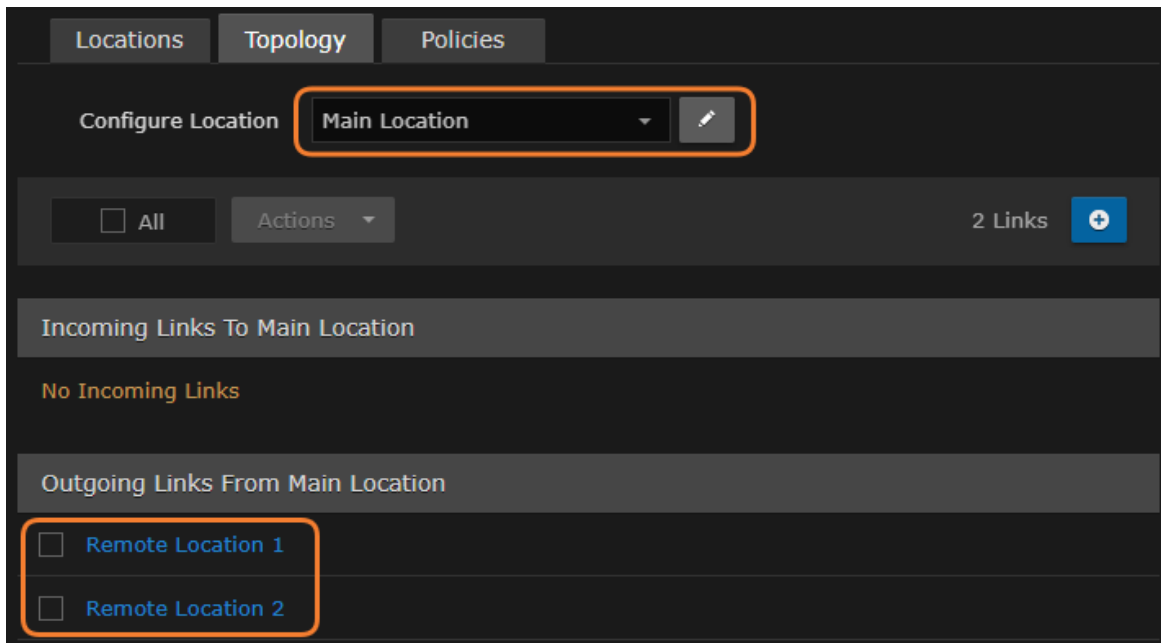 Locations Topology Policies
Configure Location Main Location
All Actions 2 Links
Incoming Links To Main Location
No Incoming Links
Outgoing Links From Main Location
Remote Location 1
Remote Location 2